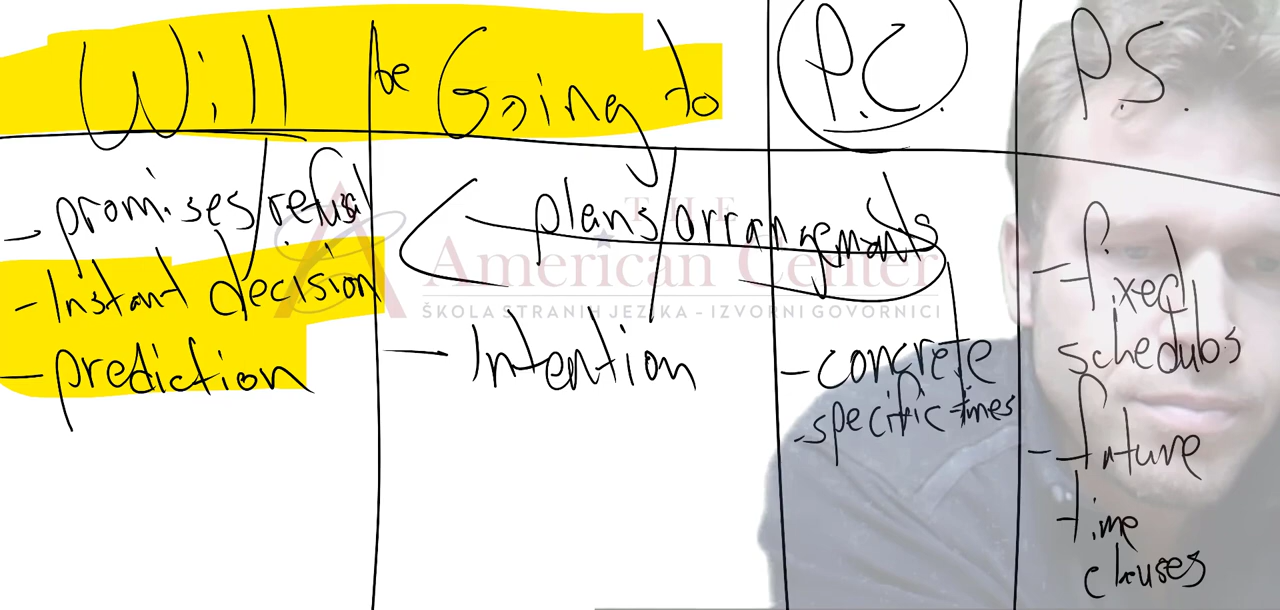 Will
be Going to
P.C.
P.S.
- promises/refusal
- Instant decision
- prediction
- plans/arrangements
- Intention
- concrete
- specific times
- fixed
schedules
- future
time
clauses
THE
American Center
ŠKOLA STRANIH JEZIKA - IZVORNI GOVORNICI